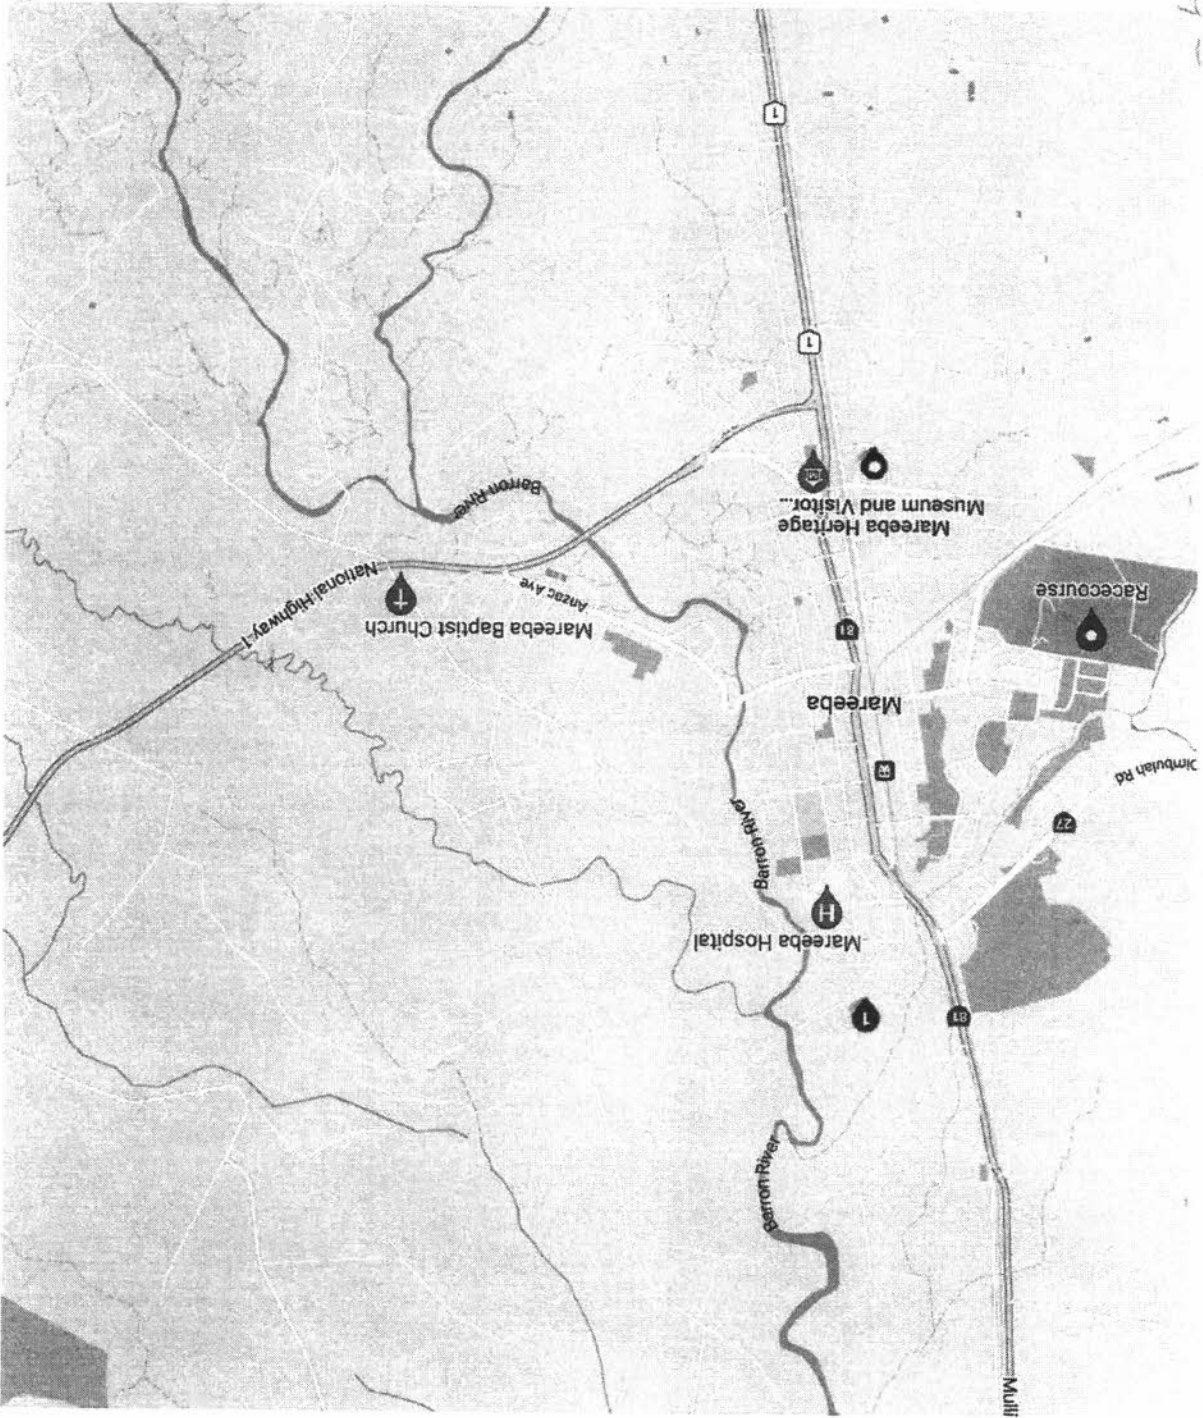 Mulli
Barron River
81
1
Mareeba Hospital
H
Barron River
27
Dimbulah Rd
Mareeba
81
Mareeba Baptist Church
National Highway 1
Racecourse
Anzac Ave
Mareeba Heritage
Museum and Visitor...
M
Barron River
1
1